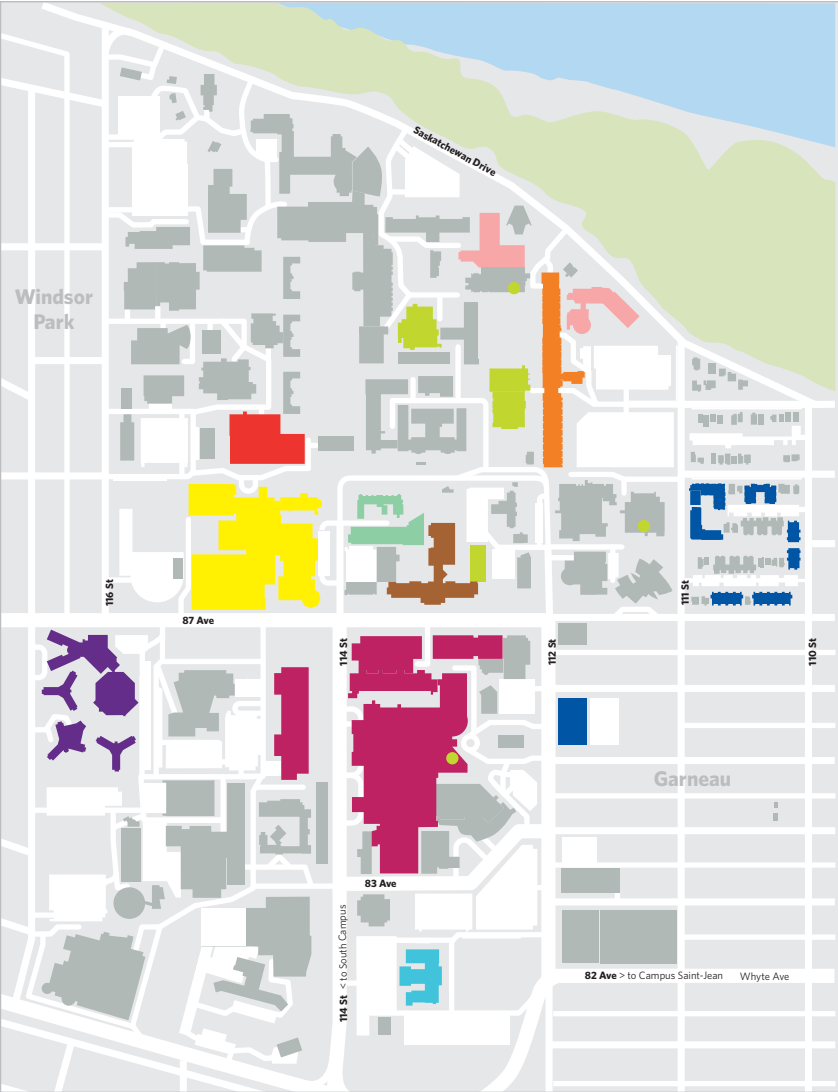 Saskatchewan Drive
Windsor
Park
116 St
111 St
87 Ave
114 St
112 St
110 St
Garneau
83 Ave
114 St < to South Campus
82 Ave > to Campus Saint-Jean
Whyte Ave